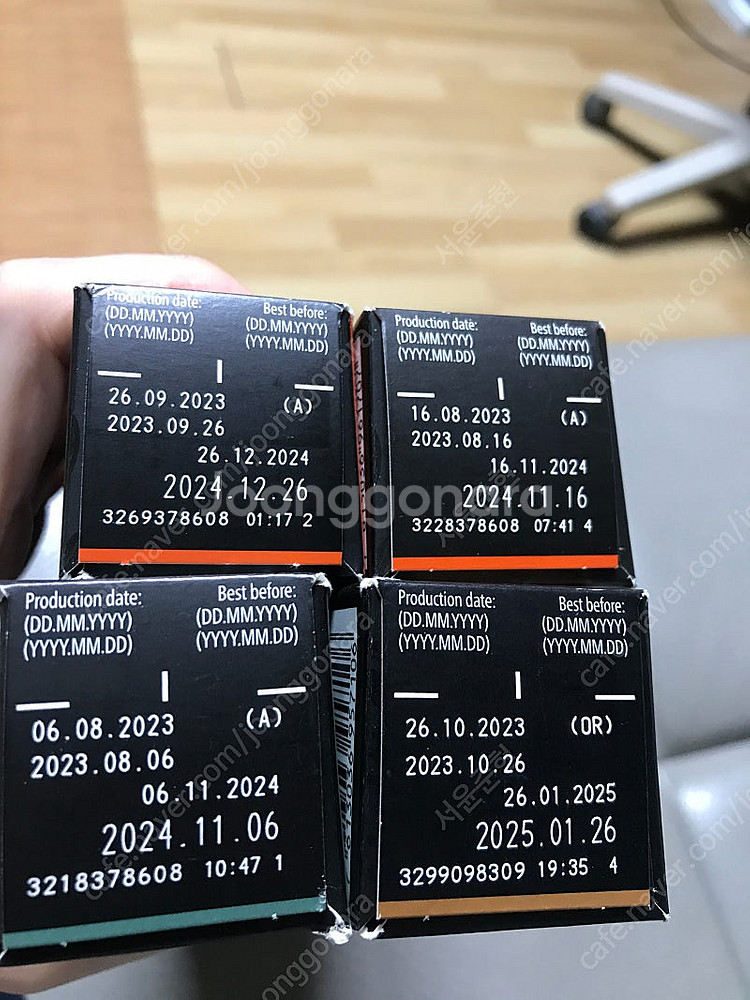 Production date:
(DD.MM.YYYY)
(YYYY.MM.DD)
Best before:
(DD.MM.YYYY)
(YYYY.MM.DD)
26.09.2023 (A)
2023.09.26
26.12.2024
2024.12.26
3269378608 01:17 2
Production date:
(DD.MM.YYYY)
(YYYY.MM.DD)
Best before:
(DD.MM.YYYY)
(YYYY.MM.DD)
16.08.2023 (A)
2023.08.16
16.11.2024
2024.11.16
3228378608 07:41 4
Joonggonara
Production date:
(DD.MM.YYYY)
(YYYY.MM.DD)
Best before:
(DD.MM.YYYY)
(YYYY.MM.DD)
06.08.2023 (A)
2023.08.06
06.11.2024
2024.11.06
3218378608 10:47 1
Production date:
(DD.MM.YYYY)
(YYYY.MM.DD)
Best before:
(DD.MM.YYYY)
(YYYY.MM.DD)
26.10.2023 (OR)
2023.10.26
26.01.2025
2025.01.26
3299098309 19:35 4
cafe.naver.com/joonggonara